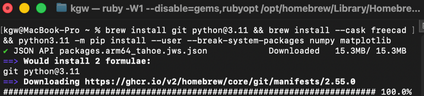 kgw — ruby -W1 --disable=gems,rubyopt /opt/homebrew/Library/Homebre...
[kgw@MacBook-Pro ~ % brew install git python@3.11 && brew install --cask freecad ]
&& python3.11 -m pip install --user --break-system-packages numpy matplotlib
✔ JSON API packages.arm64_tahoe.jws.json Downloaded 15.3MB/ 15.3MB
==> Would install 2 formulae:
git python@3.11
==> Downloading https://ghcr.io/v2/homebrew/core/git/manifests/2.55.0
######################################################################## 100.0%